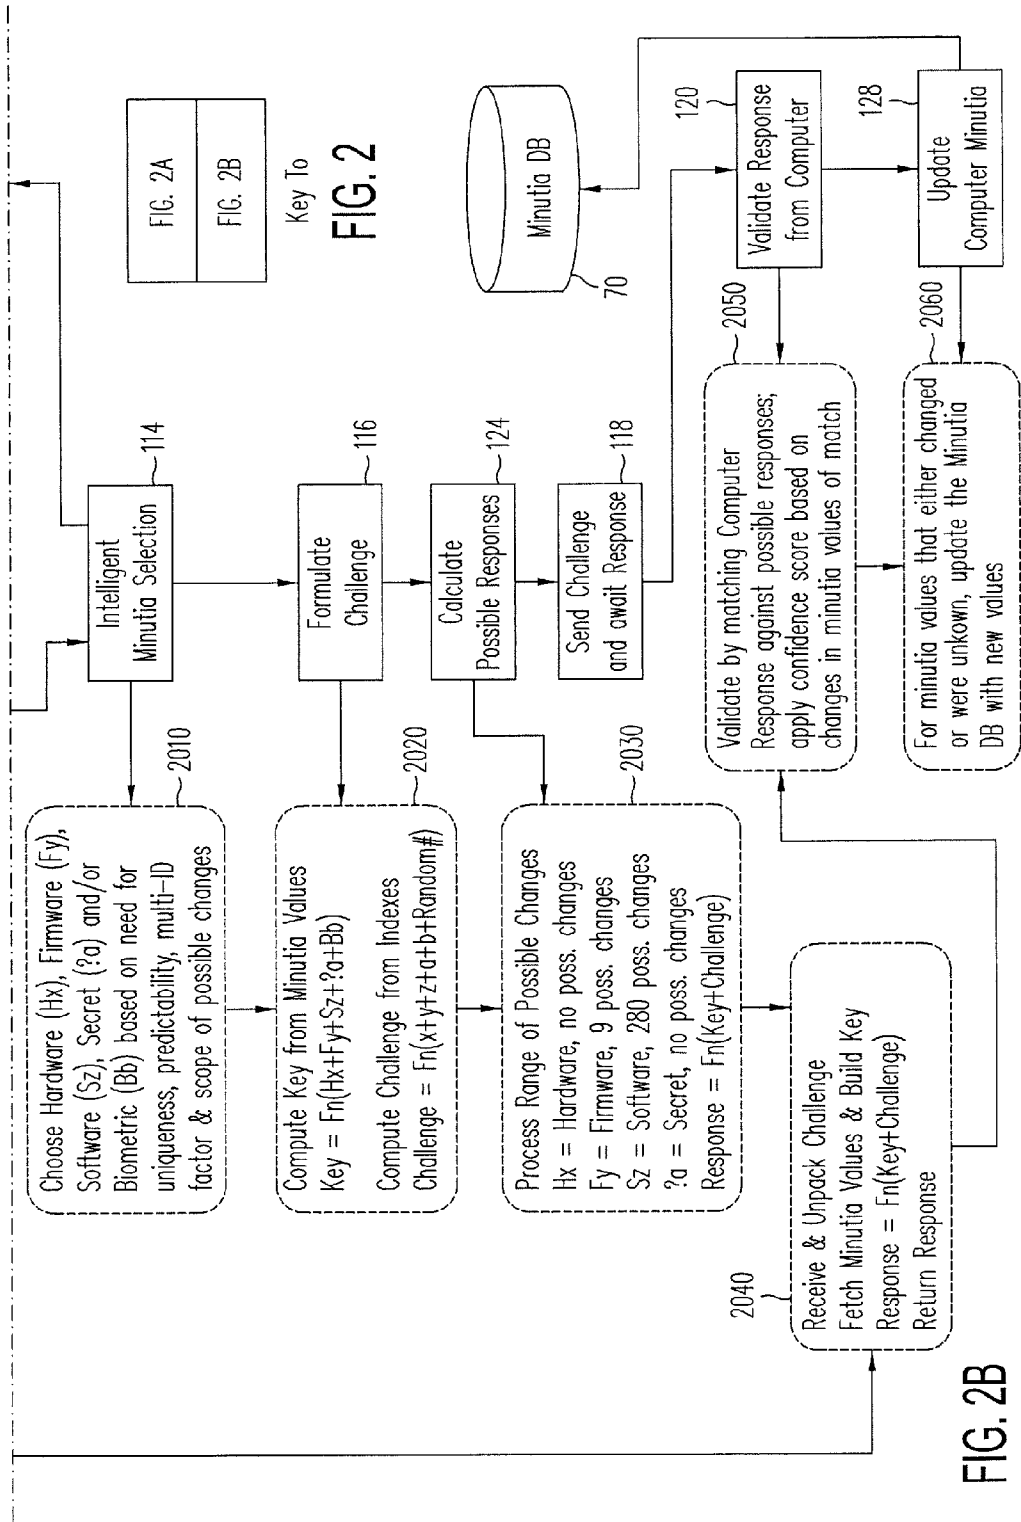 FIG. 2A
FIG. 2B
Key To
FIG. 2
Intelligent
Minutia Selection
114
Choose Hardware (Hx), Firmware (Fy),
Software (Sz), Secret (?a) and/or
Biometric (Bb) based on need for
uniqueness, predictability, multi-ID
factor & scope of possible changes
2010
Formulate
Challenge
116
Compute Key from Minutia Values
Key = Fn(Hx+Fy+Sz+?a+Bb)
Compute Challenge from Indexes
Challenge = Fn(x+y+z+a+b+Random#)
2020
Calculate
Possible Responses
124
Process Range of Possible Changes
Hx = Hardware, no poss. changes
Fy = Firmware, 9 poss. changes
Sz = Software, 280 poss. changes
?a = Secret, no poss. changes
Response = Fn(Key+Challenge)
2030
Send Challenge
and await Response
118
Minutia DB
70
2040
Receive & Unpack Challenge
Fetch Minutia Values & Build Key
Response = Fn(Key+Challenge)
Return Response
Validate Response
from Computer
120
2050
Validate by matching Computer
Response against possible responses;
apply confidence score based on
changes in minutia values of match
Update
Computer Minutia
128
2060
For minutia values that either changed
or were unkown, update the Minutia
DB with new values
FIG. 2B